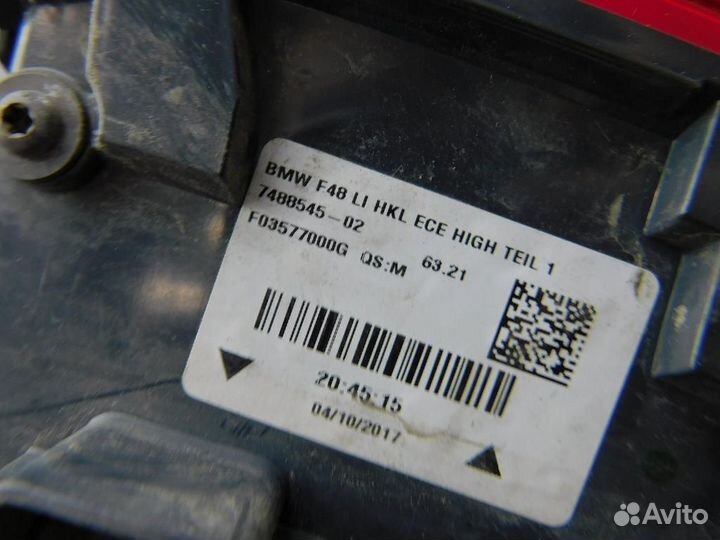 BMW F48 LI HKL ECE HIGH TEIL 1
7488545-02
F03577000G QS:M 63.21
20:45:15
04/10/2017
Avito